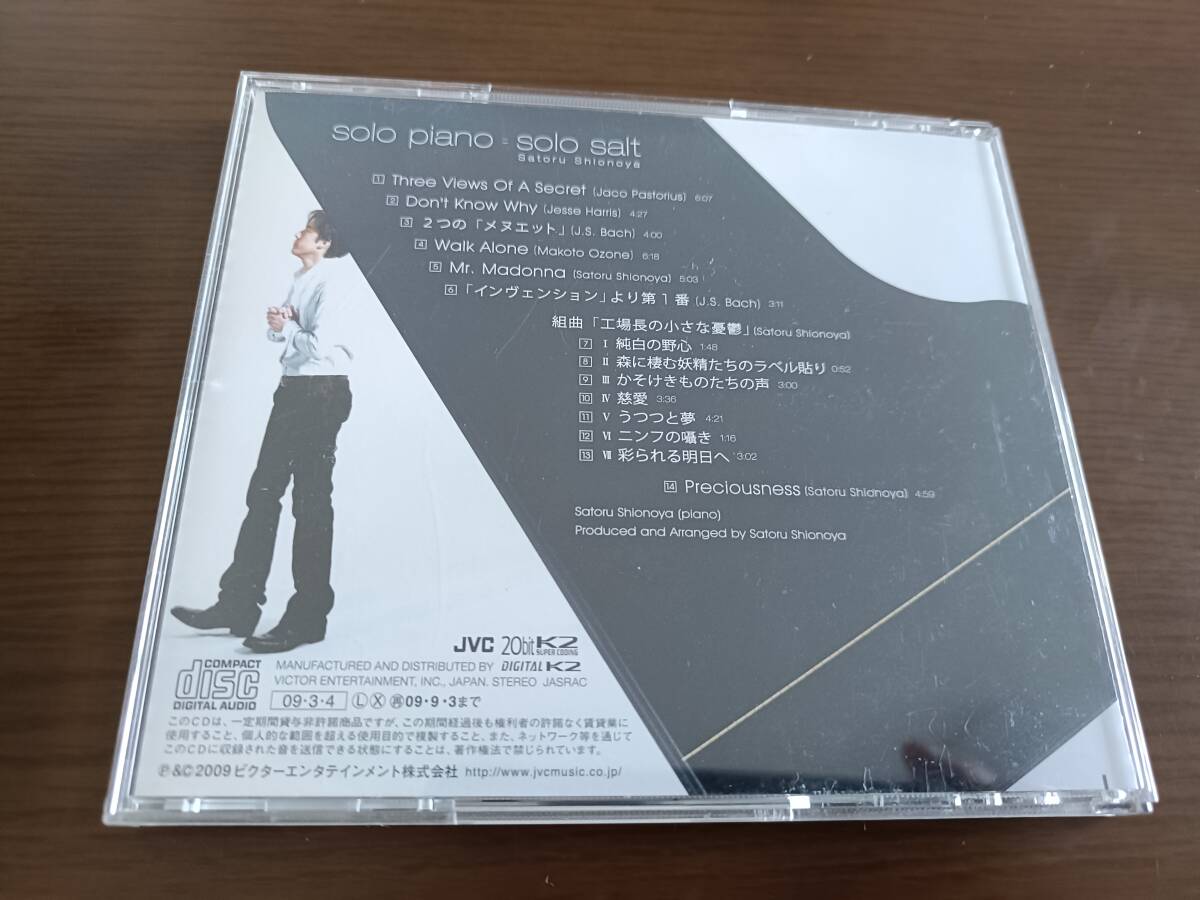 solo piano = solo salt
Satoru Shionoya
1 Three Views Of A Secret (Jaco Pastorius) 6:07
2 Don't Know Why (Jesse Harris) 4:27
3 2つの「メヌエット」(J.S. Bach) 4:00
4 Walk Alone (Makoto Ozone) 6:18
5 Mr. Madonna (Satoru Shionoya) 5:03
6 「インヴェンション」より第1番 (J.S. Bach) 3:11
組曲「工場長の小さな憂鬱」(Satoru Shionoya)
7 I 純白の野心 1:48
8 II 森に棲む妖精たちのラベル貼り 0:52
9 III かそけきものたちの声 3:00
10 IV 慈愛 3:36
11 V うつつと夢 4:21
12 VI ニンフの囁き 1:16
13 VII 彩られる明日へ 3:02
14 Preciousness (Satoru Shionoya) 4:59
Satoru Shionoya (piano)
Produced and Arranged by Satoru Shionoya
JVC 20bit K2 SUPER CODING
COMPACT disc DIGITAL AUDIO
MANUFACTURED AND DISTRIBUTED BY DIGITAL K2
VICTOR ENTERTAINMENT, INC., JAPAN. STEREO JASRAC
09・3・4 Ⓛ Ⓧ 再09・9・3まで
このCDは、一定期間貸与非許諾商品ですが、この期間経過後も権利者の許諾なく賃貸業に
使用すること、個人的な範囲を超える使用目的で複製すること、また、ネットワーク等を通じて
このCDに収録された音を送信できる状態にすることは、著作権法で禁じられています。
℗&©2009 ビクターエンタテインメント株式会社 http://www.jvcmusic.co.jp/